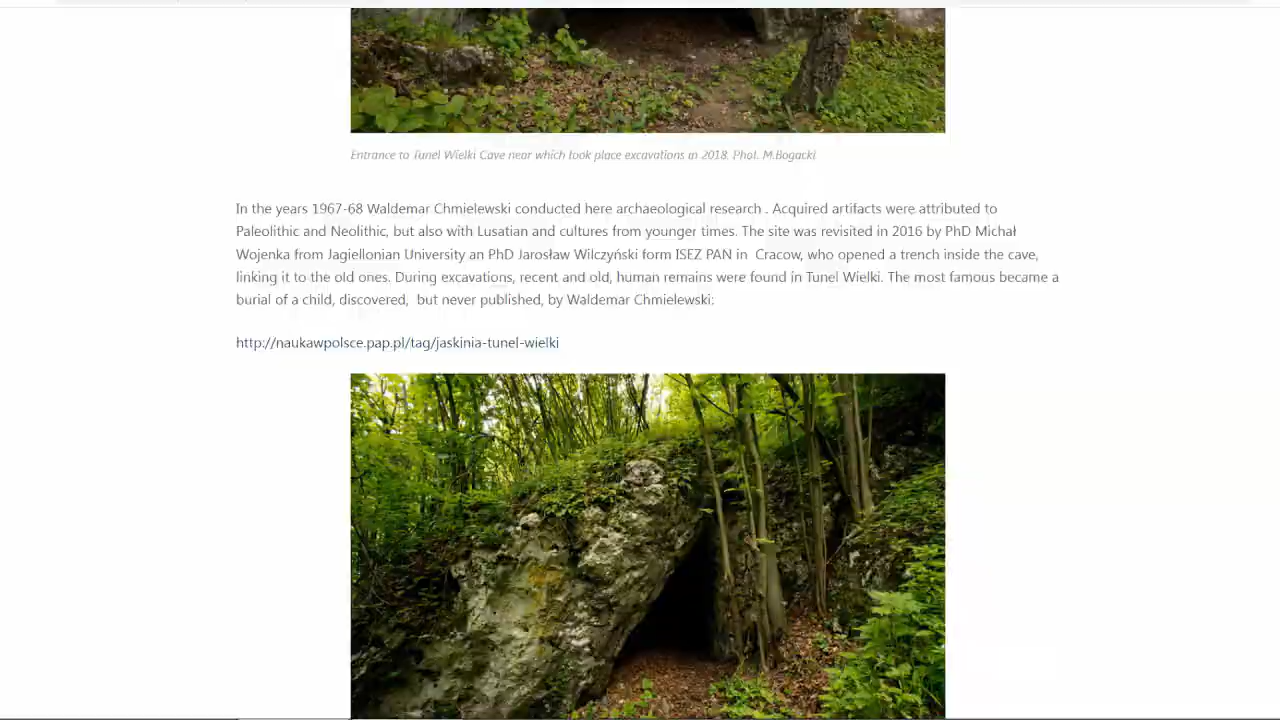 Entrance to Tunel Wielki Cave near which took place excavations in 2018. Phot. M.Bogacki
In the years 1967-68 Waldemar Chmielewski conducted here archaeological research . Acquired artifacts were attributed to
Paleolithic and Neolithic, but also with Lusatian and cultures from younger times. The site was revisited in 2016 by PhD Michał
Wojenka from Jagiellonian University an PhD Jarosław Wilczyński form ISEZ PAN in  Cracow, who opened a trench inside the cave,
linking it to the old ones. During excavations, recent and old, human remains were found in Tunel Wielki. The most famous became a
burial of a child, discovered,  but never published, by Waldemar Chmielewski:
http://naukawpolsce.pap.pl/tag/jaskinia-tunel-wielki